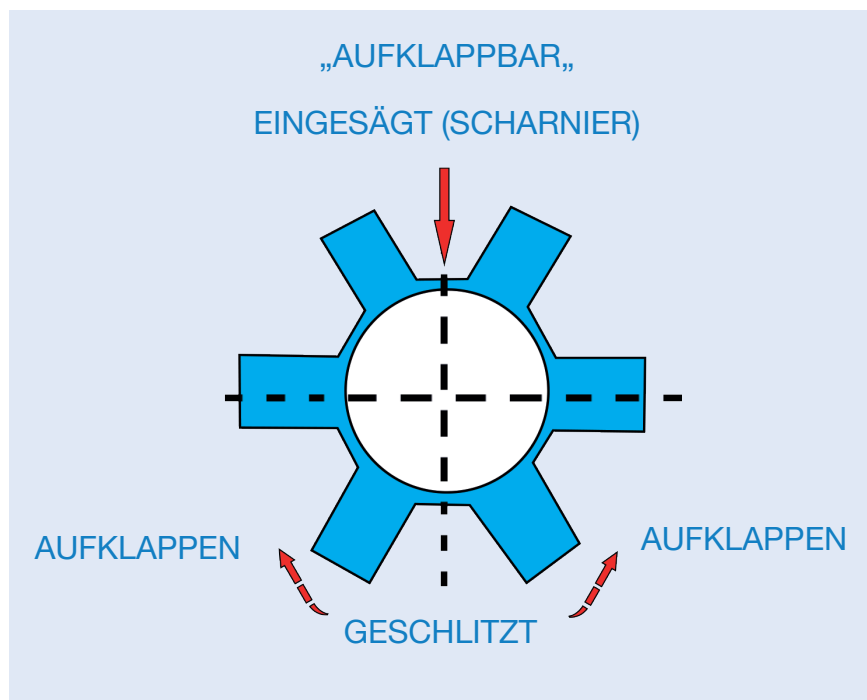 „AUFKLAPPBAR„
EINGESÄGT (SCHARNIER)
AUFKLAPPEN
AUFKLAPPEN
GESCHLITZT